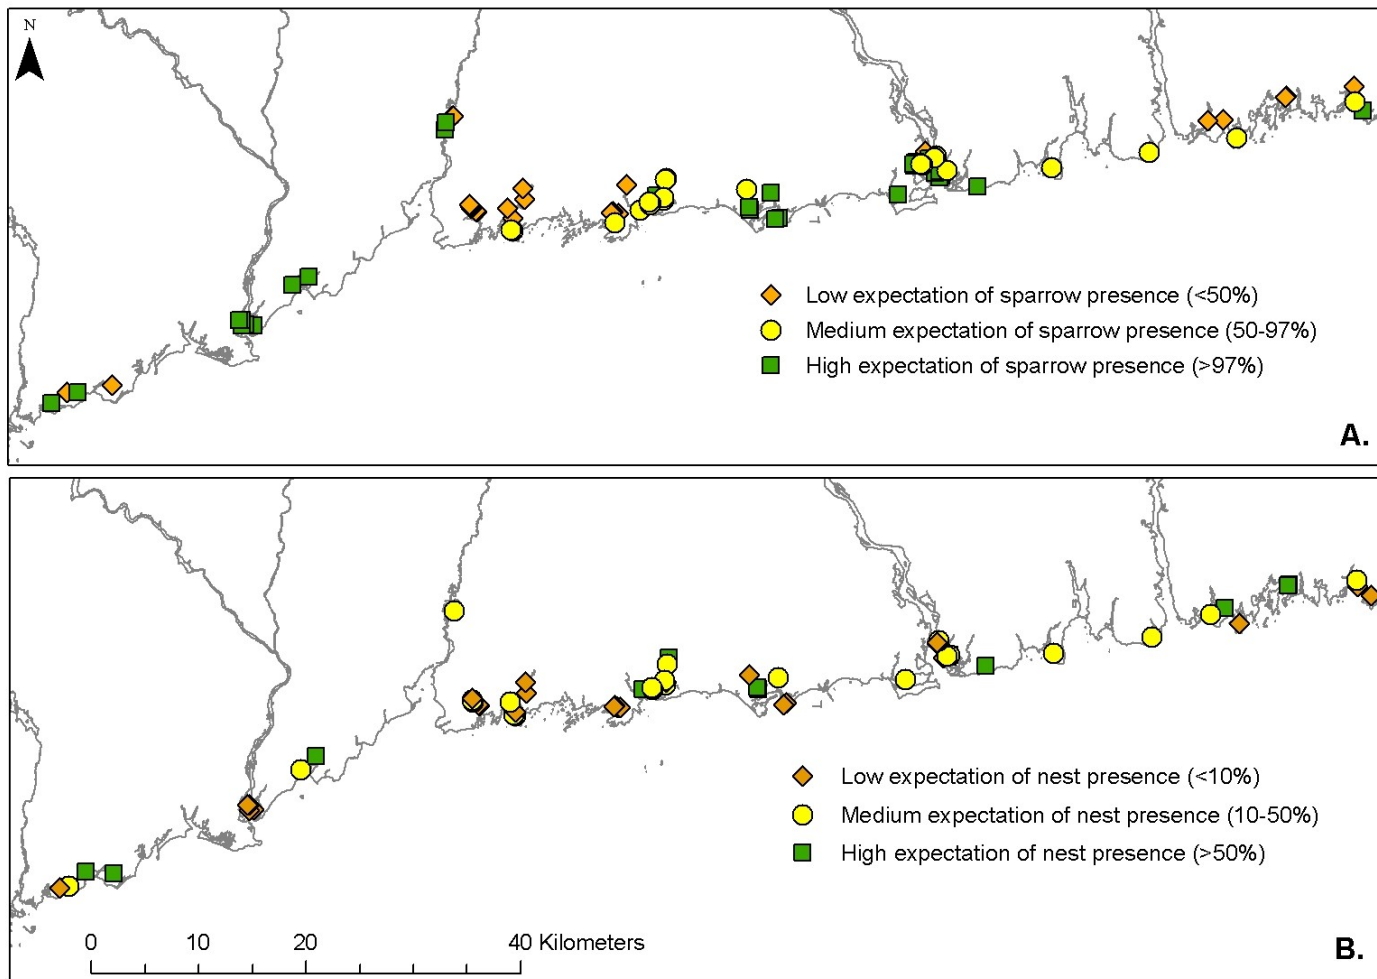 N
Low expectation of sparrow presence (<50%)
Medium expectation of sparrow presence (50-97%)
High expectation of sparrow presence (>97%)
A.
Low expectation of nest presence (<10%)
Medium expectation of nest presence (10-50%)
High expectation of nest presence (>50%)
0 10 20 40 Kilometers
B.